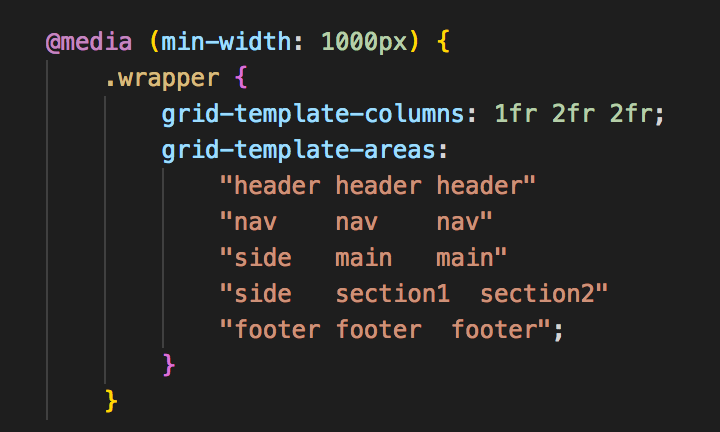 @media (min-width: 1000px) {
    .wrapper {
        grid-template-columns: 1fr 2fr 2fr;
        grid-template-areas:
            "header header header"
            "nav    nav    nav"
            "side   main   main"
            "side   section1  section2"
            "footer footer  footer";
        }
    }